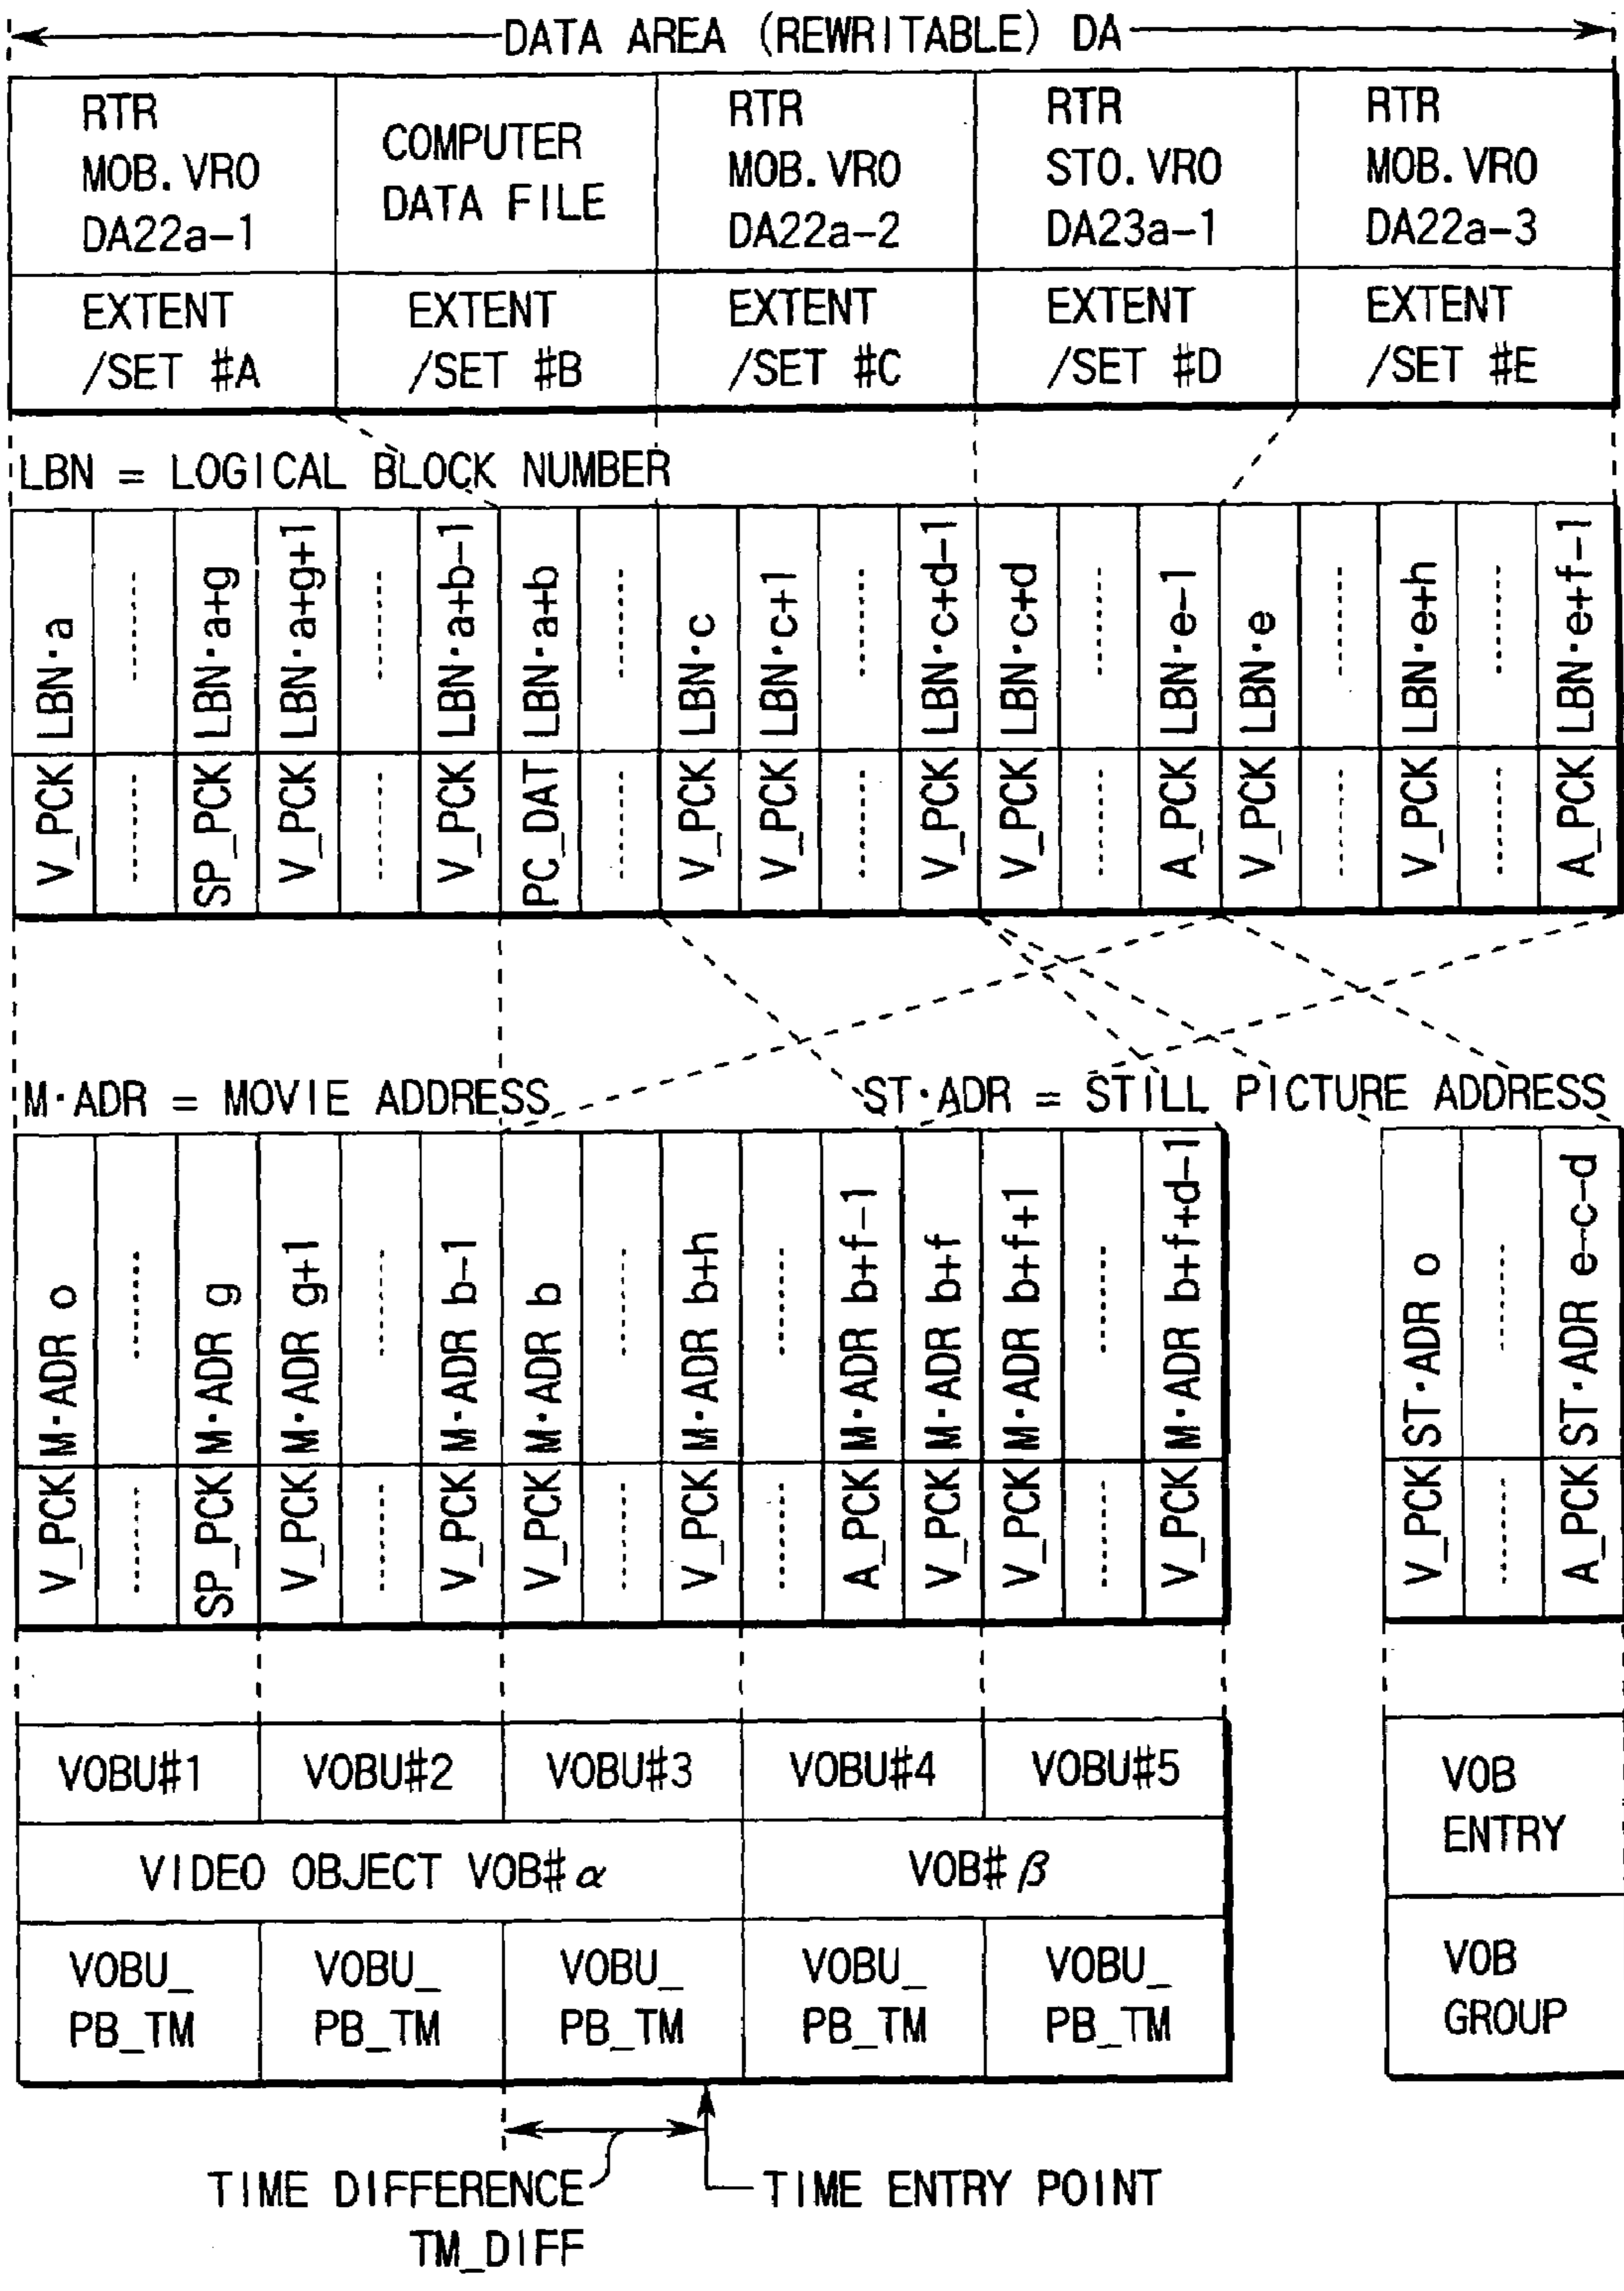 DATA AREA (REWRITABLE) DA
RTR
MOB.VRO
DA22a-1
COMPUTER
DATA FILE
RTR
MOB.VRO
DA22a-2
RTR
STO.VRO
DA23a-1
RTR
MOB.VRO
DA22a-3
EXTENT
/SET #A
EXTENT
/SET #B
EXTENT
/SET #C
EXTENT
/SET #D
EXTENT
/SET #E
LBN = LOGICAL BLOCK NUMBER
V_PCK LBN·a
SP_PCK LBN·a+g
V_PCK LBN·a+g+1
V_PCK LBN·a+b-1
PC_DAT LBN·a+b
V_PCK LBN·c
V_PCK LBN·c+1
V_PCK LBN·c+d-1
V_PCK LBN·c+d
A_PCK LBN·e-1
V_PCK LBN·e
V_PCK LBN·e+h
A_PCK LBN·e+f-1
M·ADR = MOVIE ADDRESS
ST·ADR = STILL PICTURE ADDRESS
V_PCK M·ADR o
SP_PCK M·ADR g
V_PCK M·ADR g+1
V_PCK M·ADR b-1
V_PCK M·ADR b
V_PCK M·ADR b+h
A_PCK M·ADR b+f-1
V_PCK M·ADR b+f
V_PCK M·ADR b+f+1
V_PCK M·ADR b+f+d-1
V_PCK ST·ADR o
A_PCK ST·ADR e-c-d
VOBU#1
VOBU#2
VOBU#3
VOBU#4
VOBU#5
VIDEO OBJECT VOB#α
VOB#β
VOBU_
PB_TM
VOBU_
PB_TM
VOBU_
PB_TM
VOBU_
PB_TM
VOBU_
PB_TM
VOB
ENTRY
VOB
GROUP
TIME DIFFERENCE
TM_DIFF
TIME ENTRY POINT